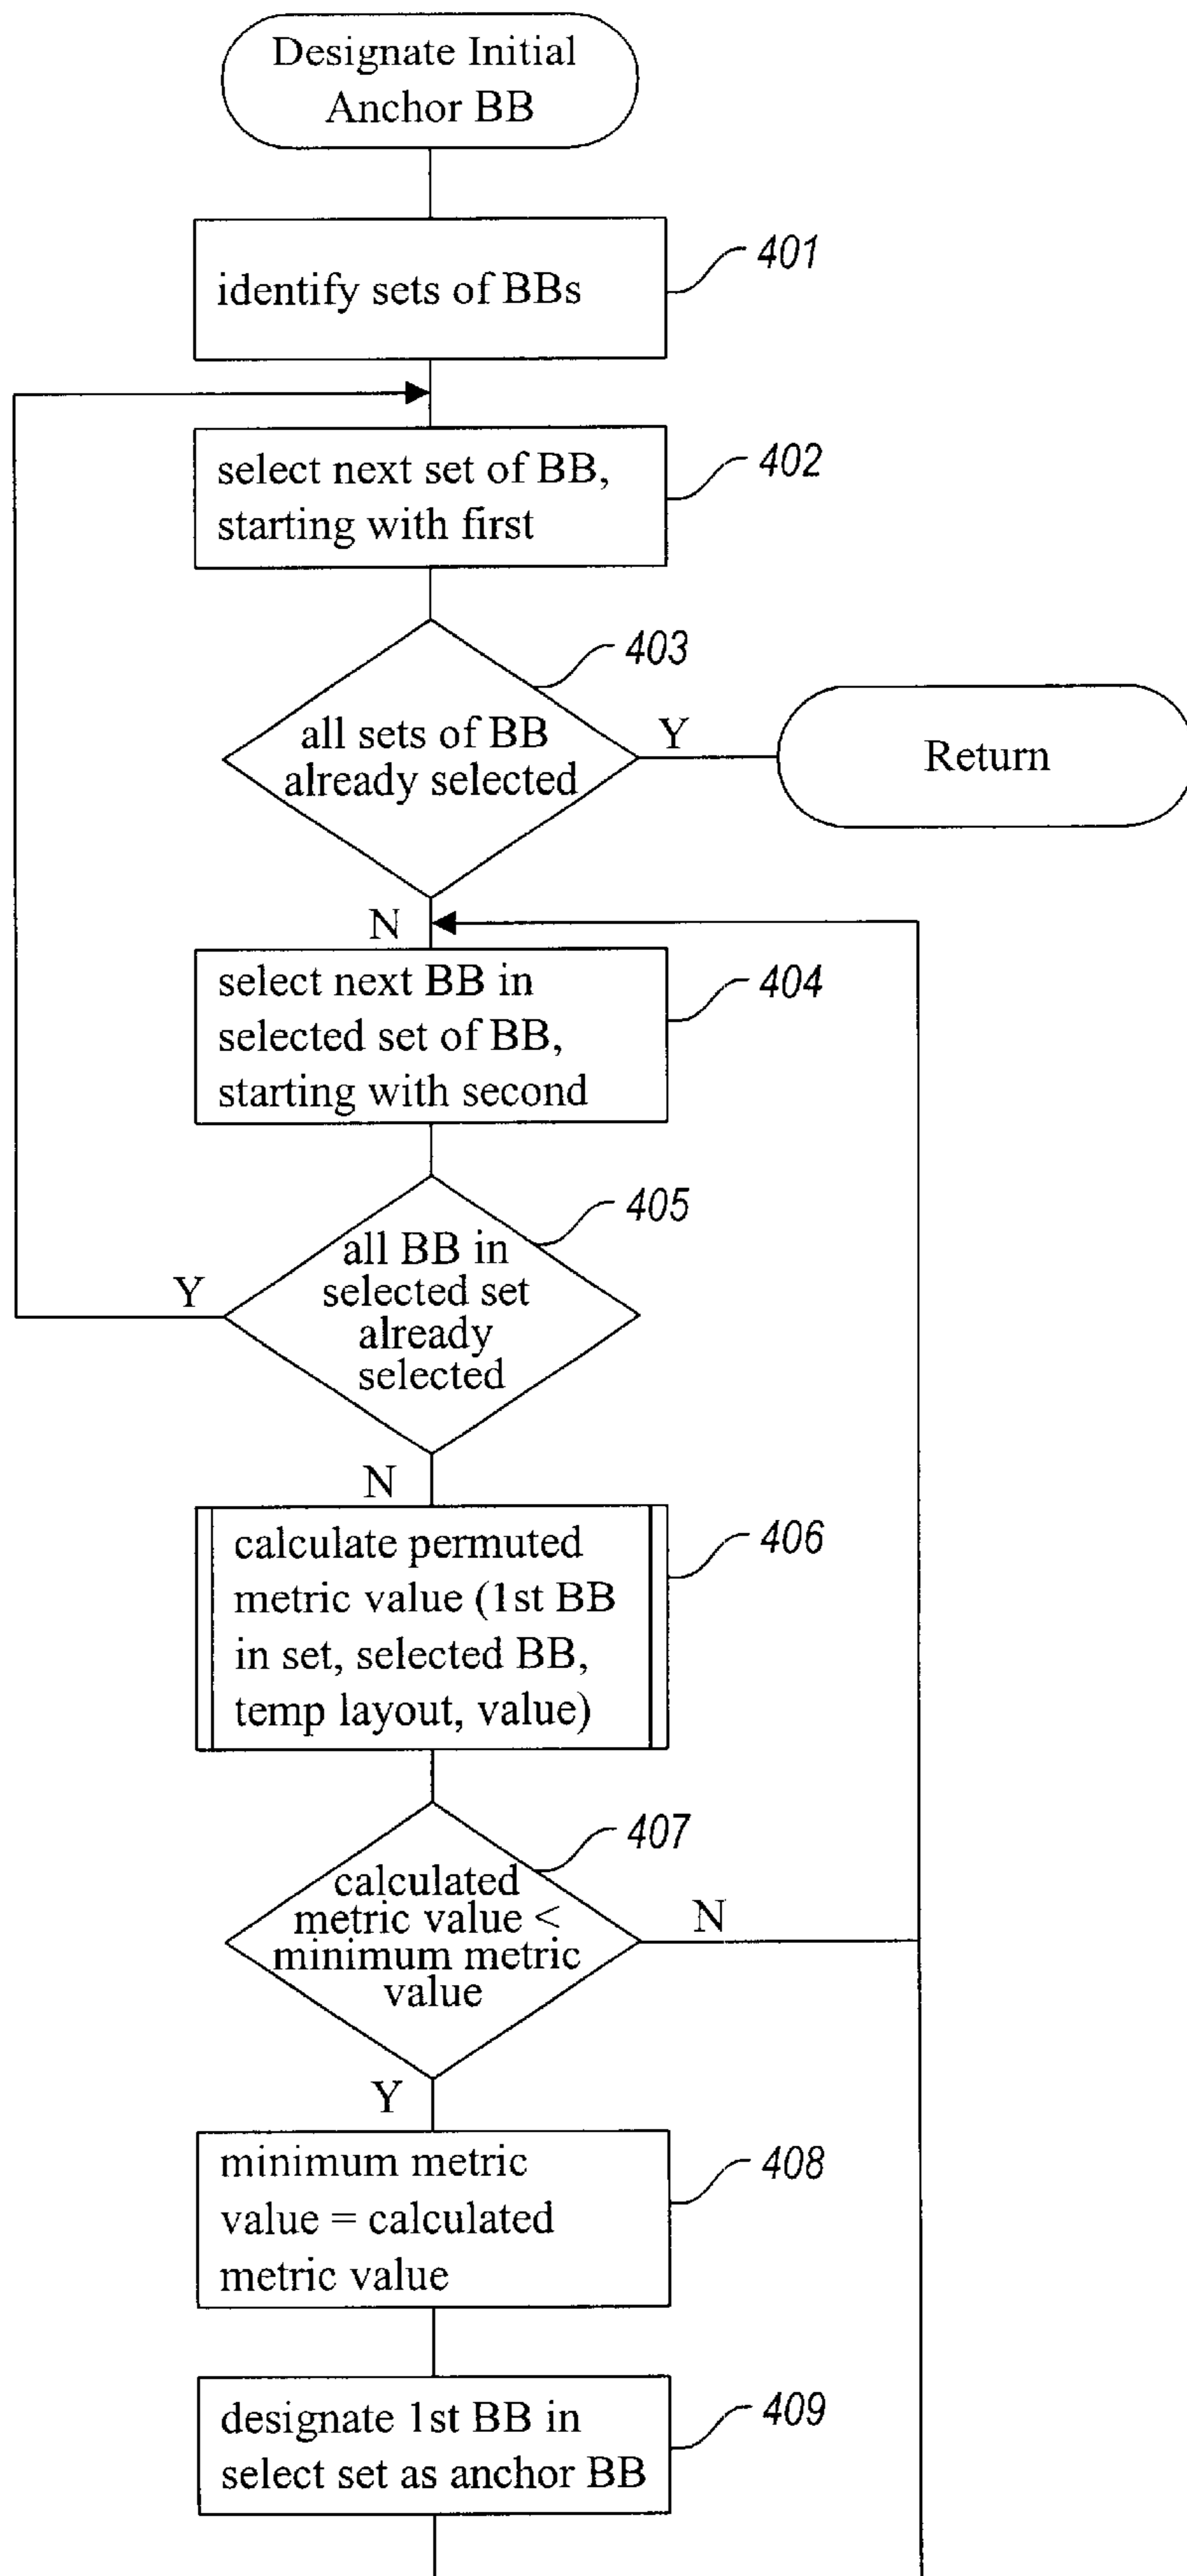 Designate Initial
Anchor BB
401
identify sets of BBs
402
select next set of BB,
starting with first
403
all sets of BB
already selected
Y
Return
N
404
select next BB in
selected set of BB,
starting with second
405
all BB in
selected set
already
selected
Y
N
406
calculate permuted
metric value (1st BB
in set, selected BB,
temp layout, value)
407
calculated
metric value <
minimum metric
value
N
Y
408
minimum metric
value = calculated
metric value
409
designate 1st BB in
select set as anchor BB